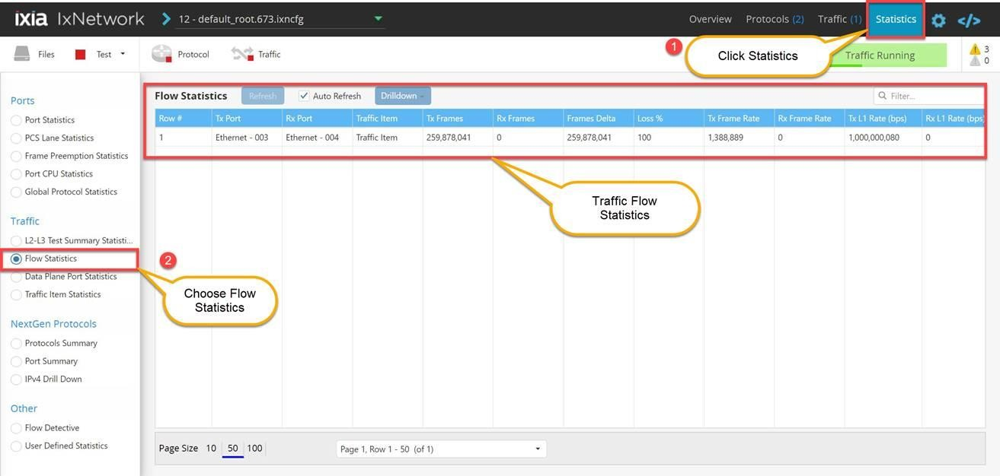 ixia IxNetwork
12 - default_root.673.ixncfg
Overview Protocols (2) Traffic (1) Statistics
Files Test Protocol Traffic
1
Click Statistics
Traffic Running
3
0
Ports
Port Statistics
PCS Lane Statistics
Frame Preemption Statistics
Port CPU Statistics
Global Protocol Statistics
Traffic
L2-L3 Test Summary Statisti...
Flow Statistics
Data Plane Port Statistics
Traffic Item Statistics
NextGen Protocols
Protocols Summary
Port Summary
IPv4 Drill Down
Other
Flow Detective
User Defined Statistics
2
Choose Flow
Statistics
Flow Statistics Refresh Auto Refresh Drilldown Filter...
Row # Tx Port Rx Port Traffic Item Tx Frames Rx Frames Frames Delta Loss % Tx Frame Rate Rx Frame Rate Tx L1 Rate (bps) Rx L1 Rate (bps)
1 Ethernet - 003 Ethernet - 004 Traffic Item 259,878,041 0 259,878,041 100 1,388,889 0 1,000,000,080 0
Traffic Flow
Statistics
Page Size 10 50 100 Page 1, Row 1 - 50 (of 1)